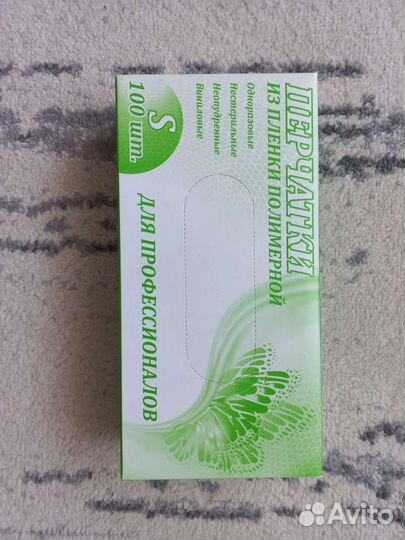 ПЕРЧАТКИ
ИЗ ПЛЕНКИ ПОЛИМЕРНОЙ
Одноразовые
Нестерильные
Неопудренные
Виниловые
S
100 шт.
ДЛЯ ПРОФЕССИОНАЛОВ
Avito